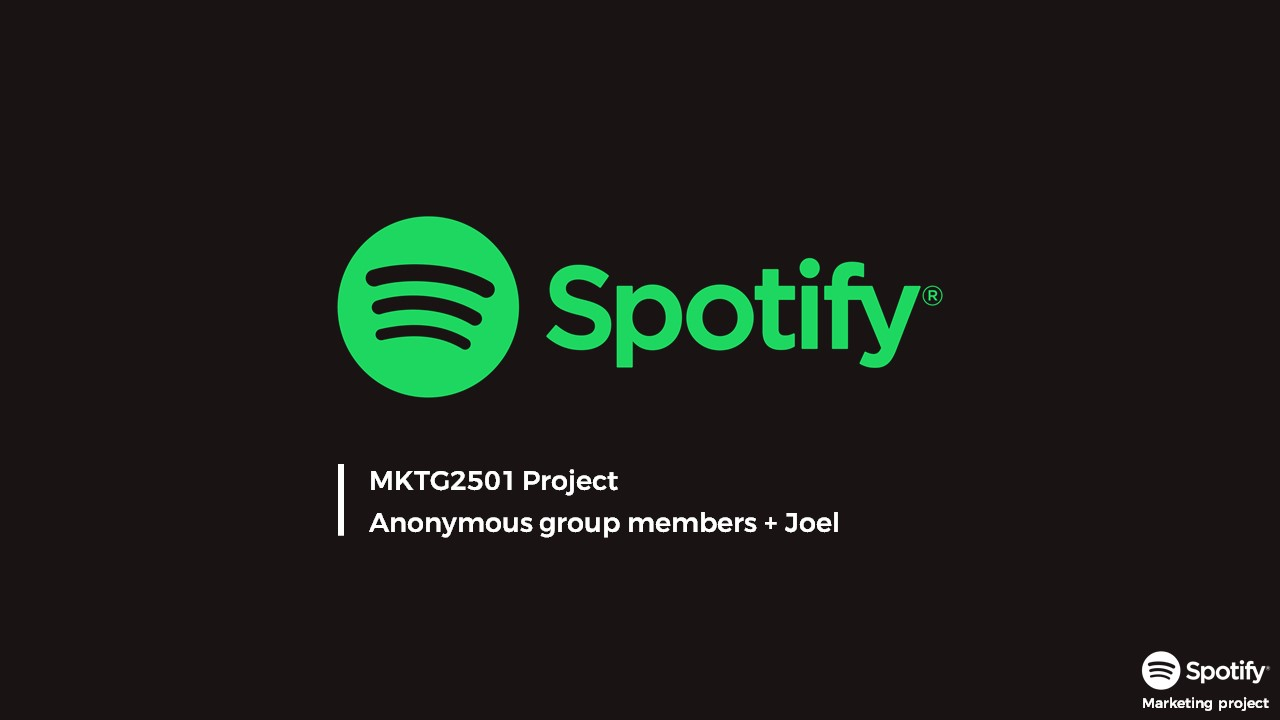 Spotify®
MKTG2501 Project
Anonymous group members + Joel
Spotify®
Marketing project